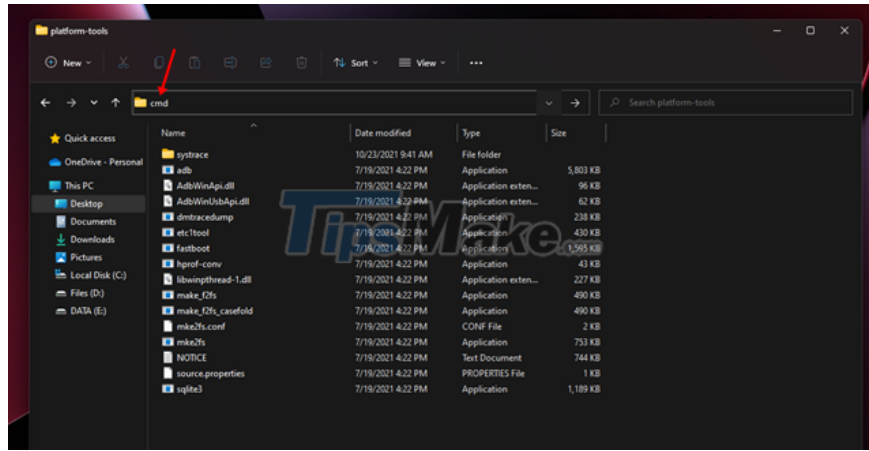 platform-tools
New
Sort
View
cmd
Search platform-tools
Quick access
OneDrive - Personal
This PC
Desktop
Documents
Downloads
Pictures
Local Disk (C:)
Files (D:)
DATA (E:)
Name Date modified Type Size
systrace 10/23/2021 9:41 AM File folder
adb 7/19/2021 4:22 PM Application 5,803 KB
AdbWinApi.dll 7/19/2021 4:22 PM Application exten... 96 KB
AdbWinUsbApi.dll 7/19/2021 4:22 PM Application exten... 62 KB
dmtracedump 7/19/2021 4:22 PM Application 238 KB
etc1tool 7/19/2021 4:22 PM Application 430 KB
fastboot 7/19/2021 4:22 PM Application 1,595 KB
hprof-conv 7/19/2021 4:22 PM Application 43 KB
libwinpthread-1.dll 7/19/2021 4:22 PM Application exten... 227 KB
make_f2fs 7/19/2021 4:22 PM Application 490 KB
make_f2fs_casefold 7/19/2021 4:22 PM Application 490 KB
mke2fs.conf 7/19/2021 4:22 PM CONF File 2 KB
mke2fs 7/19/2021 4:22 PM Application 753 KB
NOTICE 7/19/2021 4:22 PM Text Document 744 KB
source.properties 7/19/2021 4:22 PM PROPERTIES File 1 KB
sqlite3 7/19/2021 4:22 PM Application 1,189 KB
TipsMake